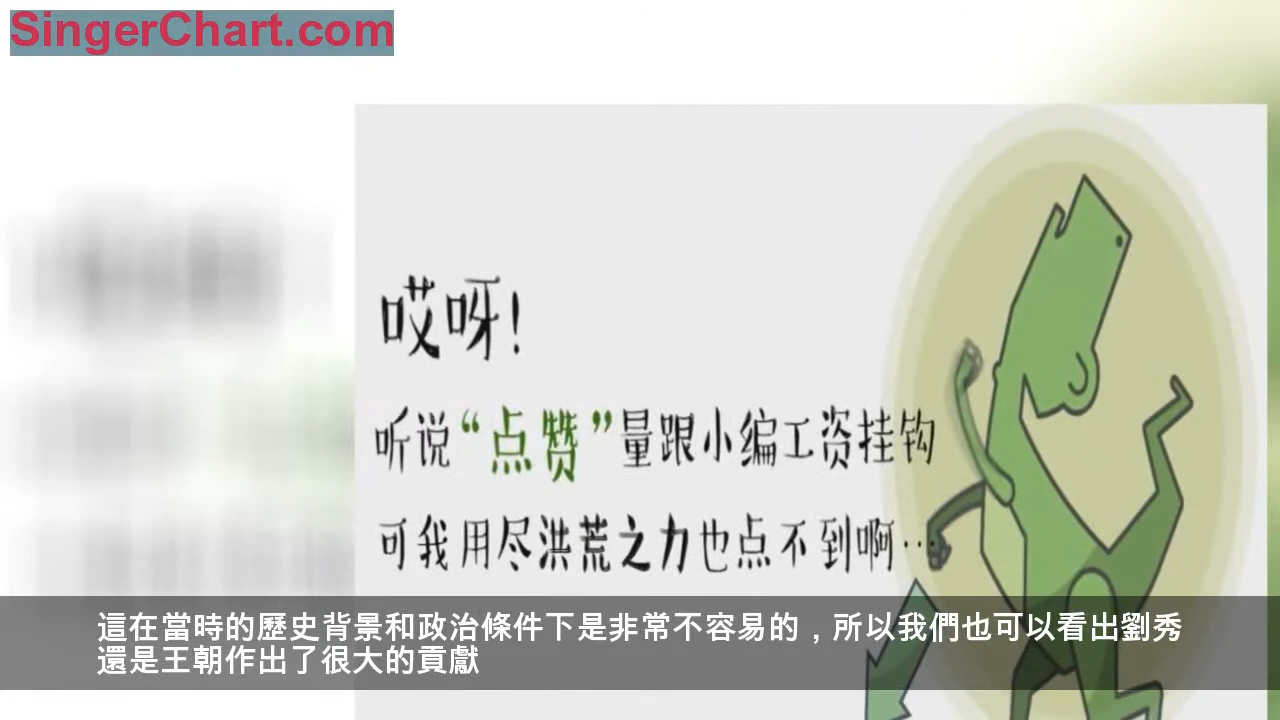 SingerChart.com
哎呀！
听说“点赞”量跟小编工资挂钩
可我用尽洪荒之力也点不到啊…
這在當時的歷史背景和政治條件下是非常不容易的，所以我們也可以看出劉秀
還是王朝作出了很大的貢獻